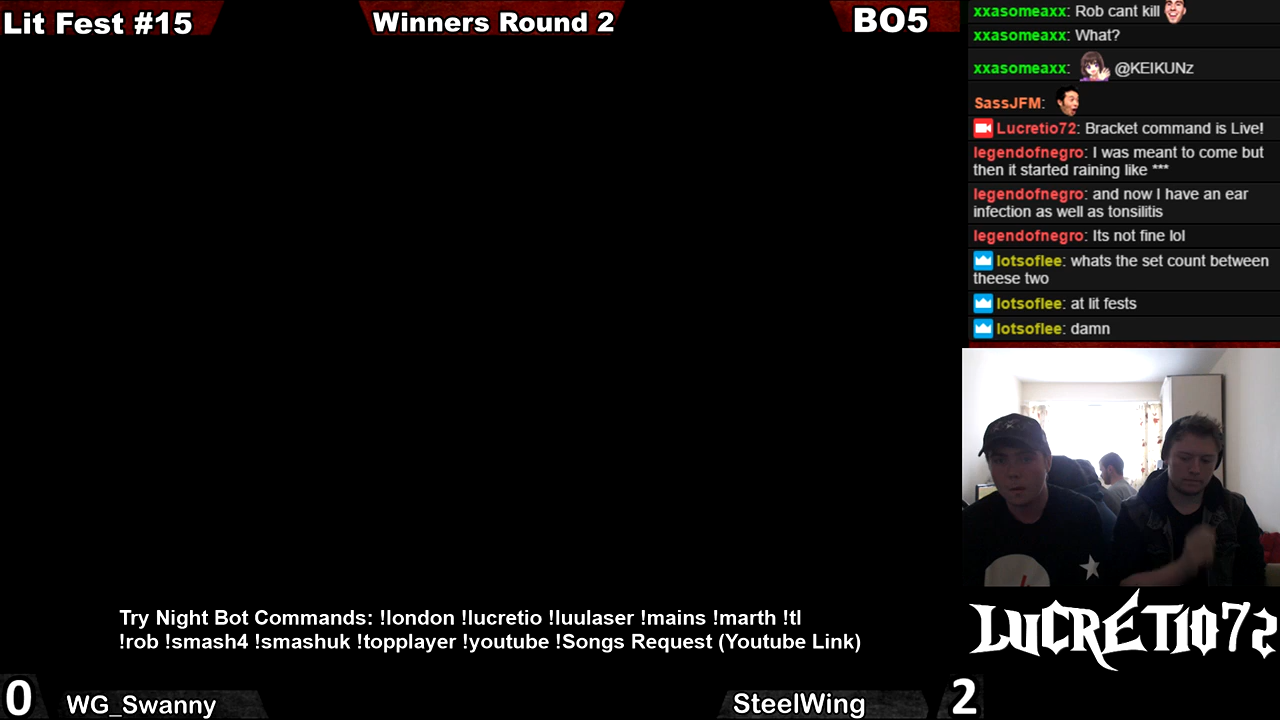 Lit Fest #15
Winners Round 2
BO5
xxasomeaxx: Rob cant kill
xxasomeaxx: What?
xxasomeaxx: @KEIKUNz
SassJFM:
Lucretio72: Bracket command is Live!
legendofnegro: I was meant to come but
then it started raining like ***
legendofnegro: and now I have an ear
infection as well as tonsilitis
legendofnegro: Its not fine lol
lotsoflee: whats the set count between
theese two
lotsoflee: at lit fests
lotsoflee: damn
Try Night Bot Commands: !london !lucretio !luulaser !mains !marth !tl
!rob !smash4 !smashuk !topplayer !youtube !Songs Request (Youtube Link)
LUCRETIO72
0 WG_Swanny
SteelWing 2